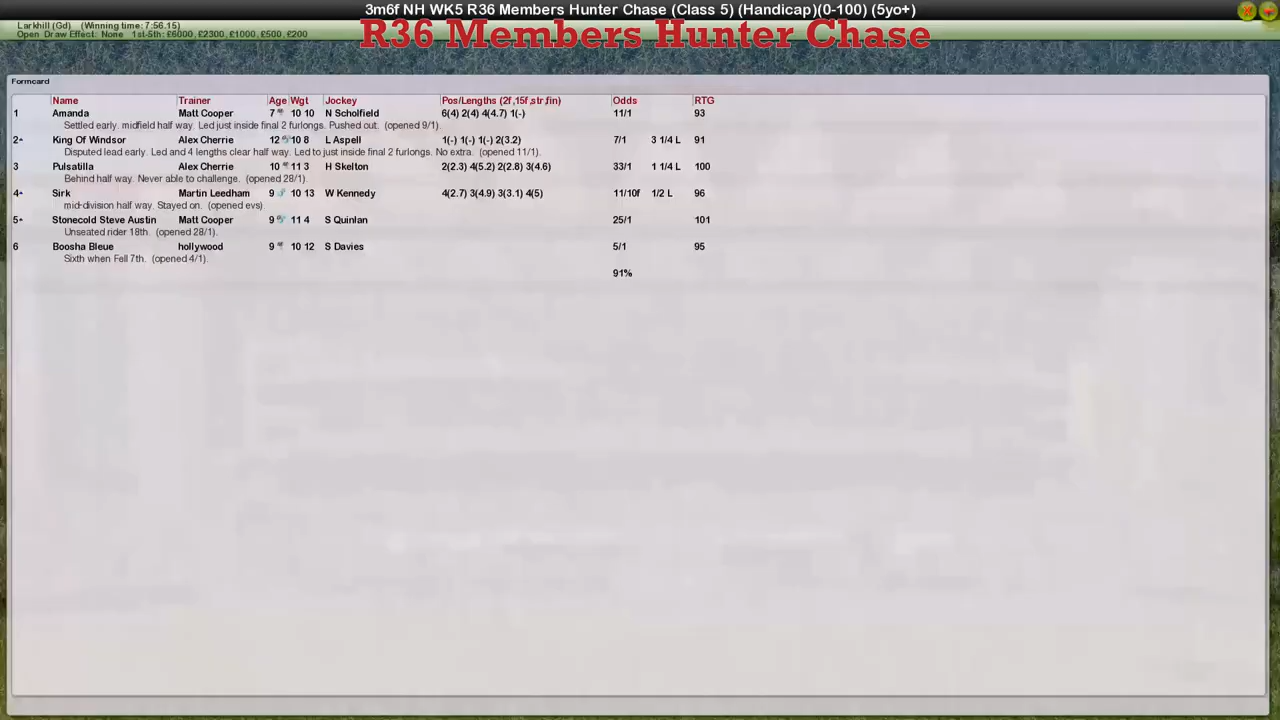 3m6f NH WK5 R36 Members Hunter Chase (Class 5) (Handicap)(0-100) (5yo+)
Larkhill (Gd) (Winning time: 7:56.15)
Open Draw Effect. None 1st-5th: £6000, £2300, £1000, £500, £200
R36 Members Hunter Chase
Formcard
Name Trainer Age Wgt Jockey Pos/Lengths (2f,15f,str,fin) Odds RTG
1 Amanda Matt Cooper 7 10 10 N Scholfield 6(4) 2(4) 4(4.7) 1(-) 11/1 93
Settled early. midfield half way. Led just inside final 2 furlongs. Pushed out. (opened 9/1).
2 King Of Windsor Alex Cherrie 12 10 8 L Aspell 1(-) 1(-) 1(-) 2(3.2) 7/1 3 1/4 L 91
Disputed lead early. Led and 4 lengths clear half way. Led to just inside final 2 furlongs. No extra. (opened 11/1).
3 Pulsatilla Alex Cherrie 10 11 3 H Skelton 2(2.3) 4(5.2) 2(2.8) 3(4.6) 33/1 1 1/4 L 100
Behind half way. Never able to challenge. (opened 28/1).
4 Sirk Martin Leedham 9 10 13 W Kennedy 4(2.7) 3(4.9) 3(3.1) 4(5) 11/10f 1/2 L 96
mid-division half way. Stayed on. (opened evs).
5 Stonecold Steve Austin Matt Cooper 9 11 4 S Quinlan 25/1 101
Unseated rider 18th. (opened 28/1).
6 Boosha Bleue hollywood 9 10 12 S Davies 5/1 95
Sixth when Fell 7th. (opened 4/1).
91%